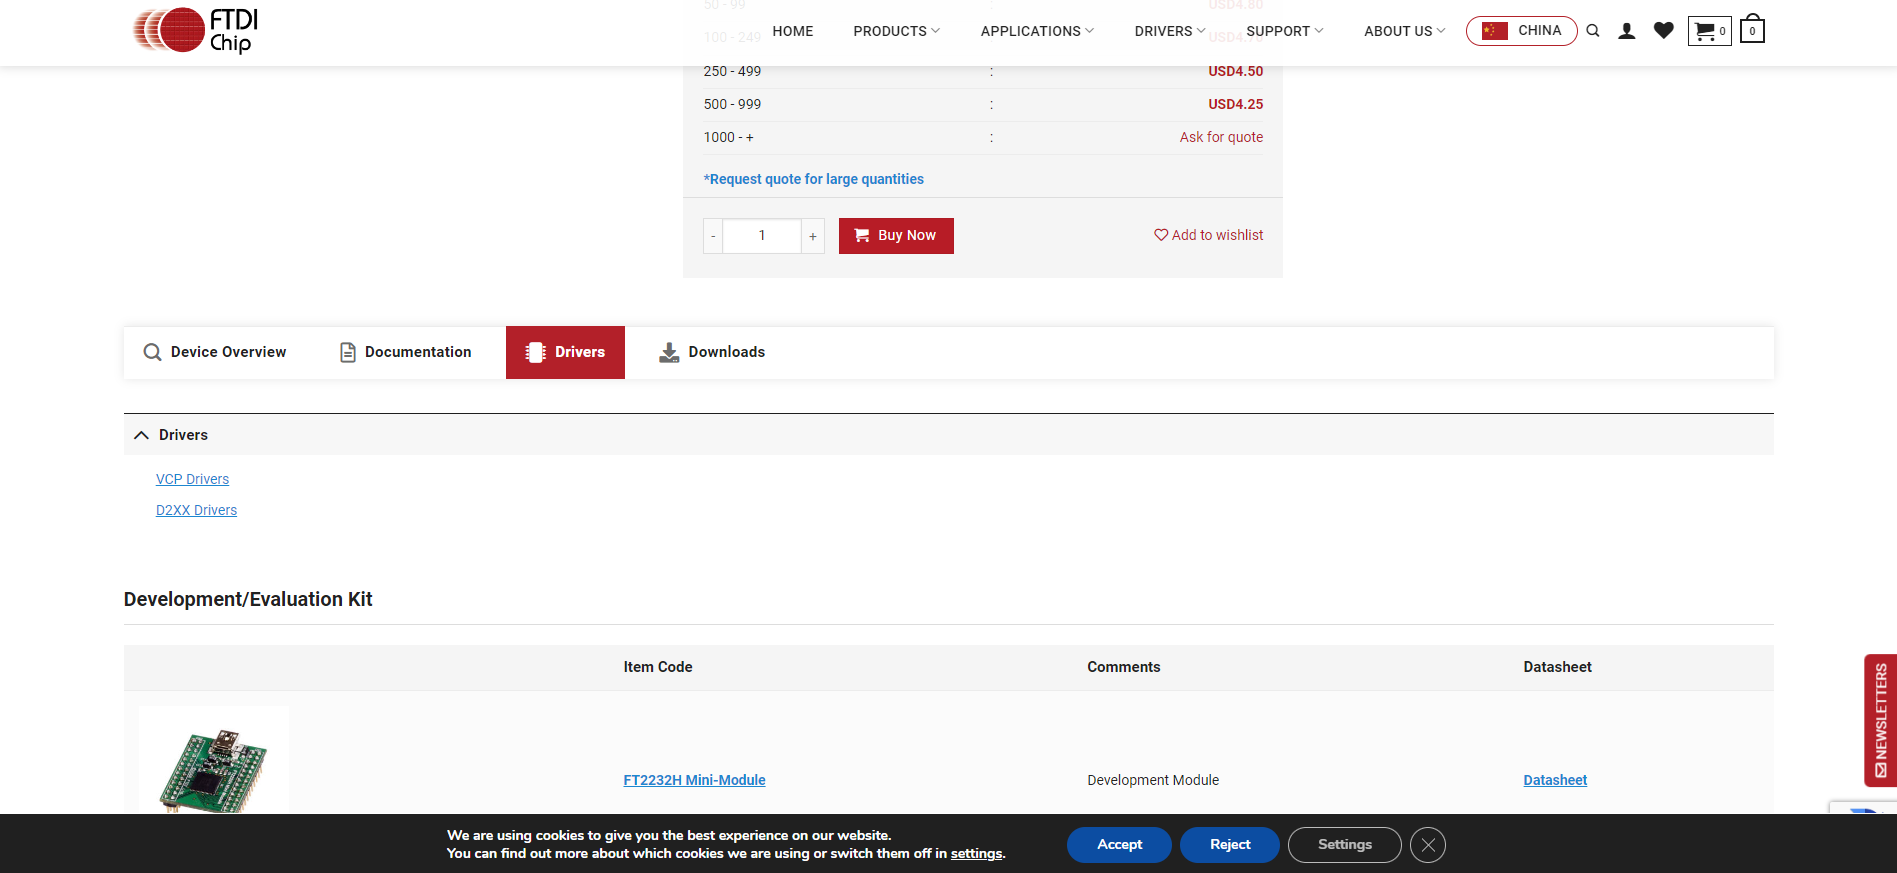 FTDI
Chip
HOME
PRODUCTS
APPLICATIONS
DRIVERS
SUPPORT
ABOUT US
CHINA
0
0
50 - 99 : USD4.80
100 - 249
250 - 499 : USD4.50
500 - 999 : USD4.25
1000 - + : Ask for quote
*Request quote for large quantities
- 1 +
Buy Now
Add to wishlist
Device Overview
Documentation
Drivers
Downloads
Drivers
VCP Drivers
D2XX Drivers
Development/Evaluation Kit
Item Code
Comments
Datasheet
FT2232H Mini-Module
Development Module
Datasheet
NEWSLETTERS
We are using cookies to give you the best experience on our website.
You can find out more about which cookies we are using or switch them off in settings.
Accept
Reject
Settings